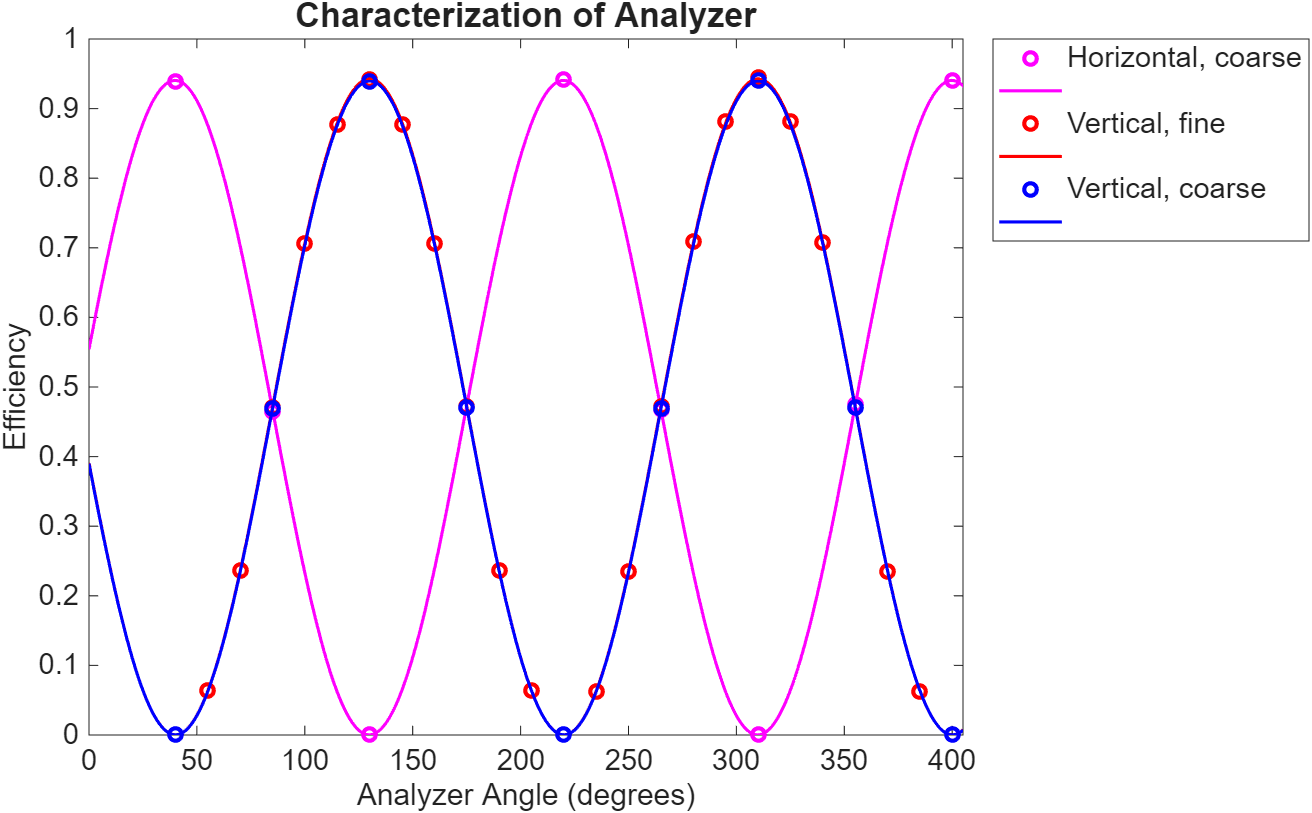 Characterization of Analyzer
1
0.9
0.8
0.7
0.6
0.5
0.4
0.3
0.2
0.1
0
Efficiency
0 50 100 150 200 250 300 350 400
Analyzer Angle (degrees)
Horizontal, coarse
Vertical, fine
Vertical, coarse